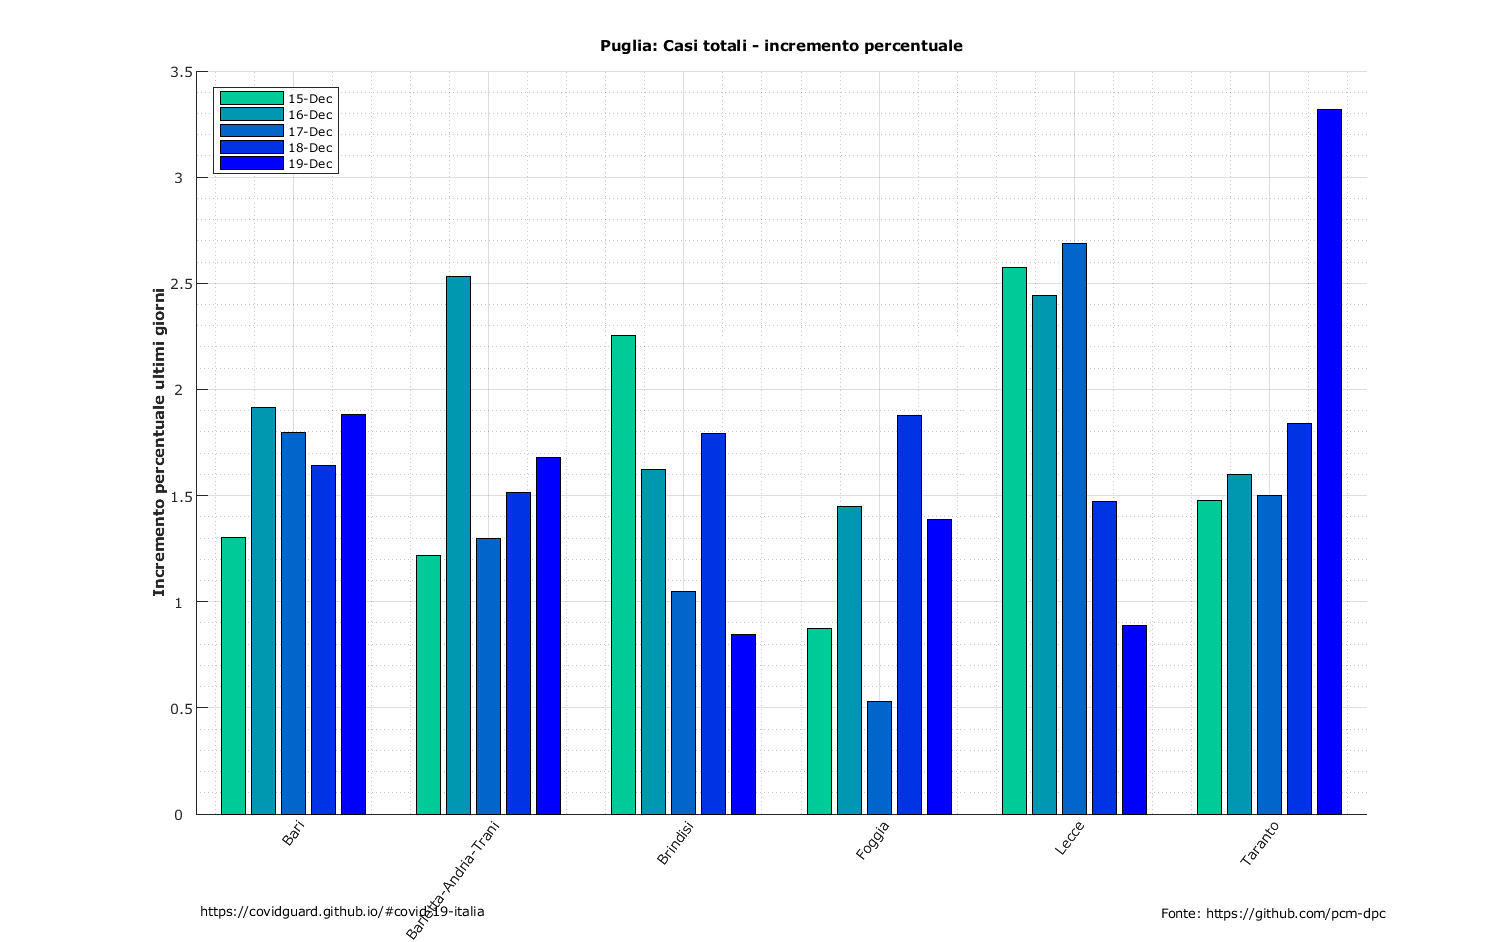 Puglia: Casi totali - incremento percentuale
15-Dec
16-Dec
17-Dec
18-Dec
19-Dec
Incremento percentuale ultimi giorni
3.5
3
2.5
2
1.5
1
0.5
0
Bari
Barletta-Andria-Trani
Brindisi
Foggia
Lecce
Taranto
https://covidguard.github.io/#covid-19-italia
Fonte: https://github.com/pcm-dpc